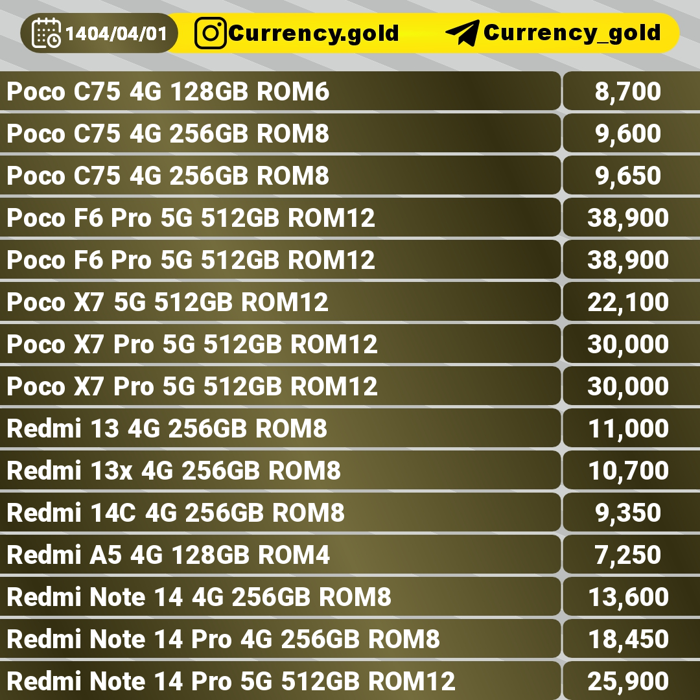 1404/04/01 Currency.gold Currency_gold
Poco C75 4G 128GB ROM6 8,700
Poco C75 4G 256GB ROM8 9,600
Poco C75 4G 256GB ROM8 9,650
Poco F6 Pro 5G 512GB ROM12 38,900
Poco F6 Pro 5G 512GB ROM12 38,900
Poco X7 5G 512GB ROM12 22,100
Poco X7 Pro 5G 512GB ROM12 30,000
Poco X7 Pro 5G 512GB ROM12 30,000
Redmi 13 4G 256GB ROM8 11,000
Redmi 13x 4G 256GB ROM8 10,700
Redmi 14C 4G 256GB ROM8 9,350
Redmi A5 4G 128GB ROM4 7,250
Redmi Note 14 4G 256GB ROM8 13,600
Redmi Note 14 Pro 4G 256GB ROM8 18,450
Redmi Note 14 Pro 5G 512GB ROM12 25,900